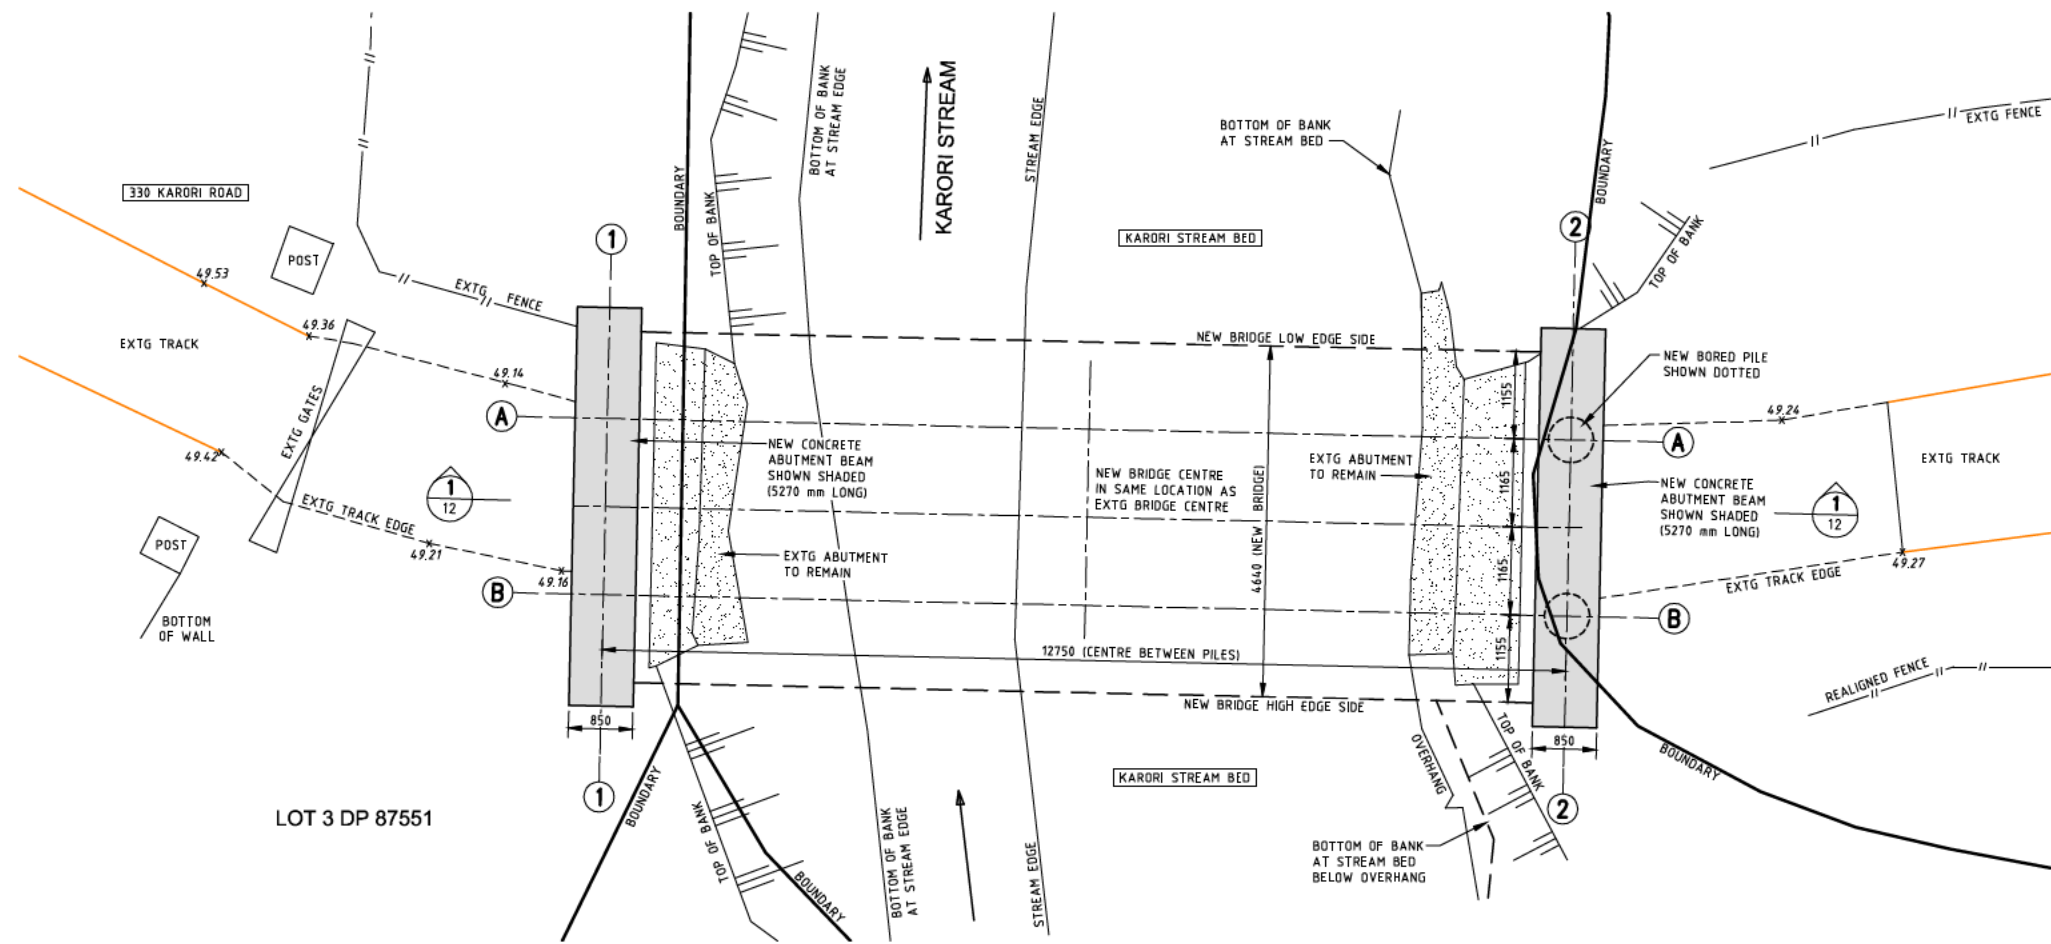 330 KARORI ROAD
POST
49.53
49.36
EXTG TRACK
49.42
EXTG GATES
EXTG FENCE
49.14
EXTG TRACK EDGE
49.21
49.16
POST
BOTTOM
OF WALL
1
12
LOT 3 DP 87551
1
A
B
850
1
BOUNDARY
TOP OF BANK
BOTTOM OF BANK
AT STREAM EDGE
KARORI STREAM
STREAM EDGE
NEW CONCRETE
ABUTMENT BEAM
SHOWN SHADED
(5270 mm LONG)
EXTG ABUTMENT
TO REMAIN
BOUNDARY
TOP OF BANK
BOUNDARY
BOTTOM OF BANK
AT STREAM EDGE
STREAM EDGE
BOTTOM OF BANK
AT STREAM BED
KARORI STREAM BED
NEW BRIDGE LOW EDGE SIDE
NEW BRIDGE CENTRE
IN SAME LOCATION AS
EXTG BRIDGE CENTRE
4640 (NEW BRIDGE)
EXTG ABUTMENT
TO REMAIN
12750 (CENTRE BETWEEN PILES)
NEW BRIDGE HIGH EDGE SIDE
KARORI STREAM BED
1155
1165
1165
1155
OVERHANG
TOP OF BANK
BOTTOM OF BANK
AT STREAM BED
BELOW OVERHANG
2
BOUNDARY
TOP OF BANK
EXTG FENCE
NEW BORED PILE
SHOWN DOTTED
49.24
A
NEW CONCRETE
ABUTMENT BEAM
SHOWN SHADED
(5270 mm LONG)
1
12
EXTG TRACK
49.27
EXTG TRACK EDGE
B
REALIGNED FENCE
850
BOUNDARY
2